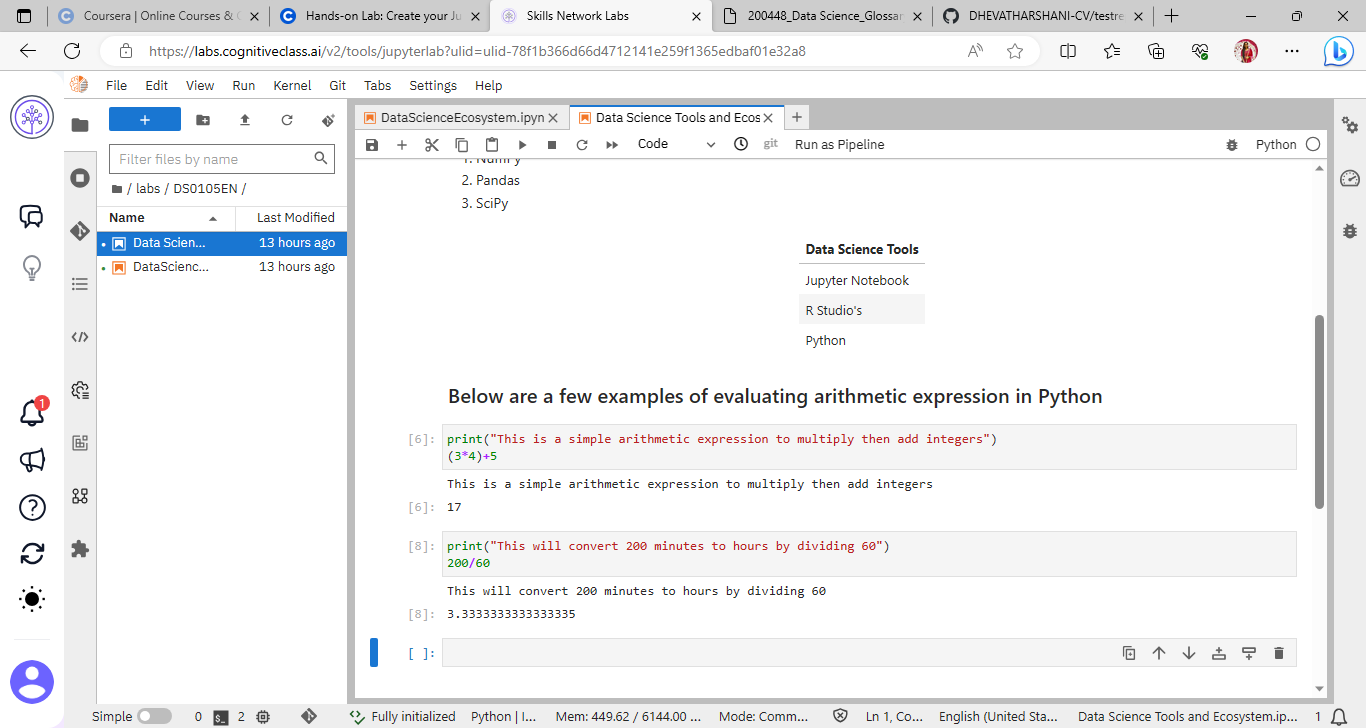 Coursera | Online Courses & C
Hands-on Lab: Create your Ju
Skills Network Labs
200448_Data Science_Glossar
DHEVATHARSHANI-CV/testre
https://labs.cognitiveclass.ai/v2/tools/jupyterlab?ulid=ulid-78f1b366d66d4712141e259f1365edbaf01e32a8
File Edit View Run Kernel Git Tabs Settings Help
DataScienceEcosystem.ipyn
Data Science Tools and Ecos
Code
git
Run as Pipeline
Python
Filter files by name
/ labs / DS0105EN /
Name Last Modified
Data Scien... 13 hours ago
DataScienc... 13 hours ago
1
1. NumPy
2. Pandas
3. SciPy
Data Science Tools
Jupyter Notebook
R Studio's
Python
Below are a few examples of evaluating arithmetic expression in Python
[6]: print("This is a simple arithmetic expression to multiply then add integers")
(3*4)+5
This is a simple arithmetic expression to multiply then add integers
[6]: 17
[8]: print("This will convert 200 minutes to hours by dividing 60")
200/60
This will convert 200 minutes to hours by dividing 60
[8]: 3.3333333333333335
[ ]:
Simple 0 2 Fully initialized Python | I... Mem: 449.62 / 6144.00 ... Mode: Comm... Ln 1, Co... English (United Sta... Data Science Tools and Ecosystem.ip... 1